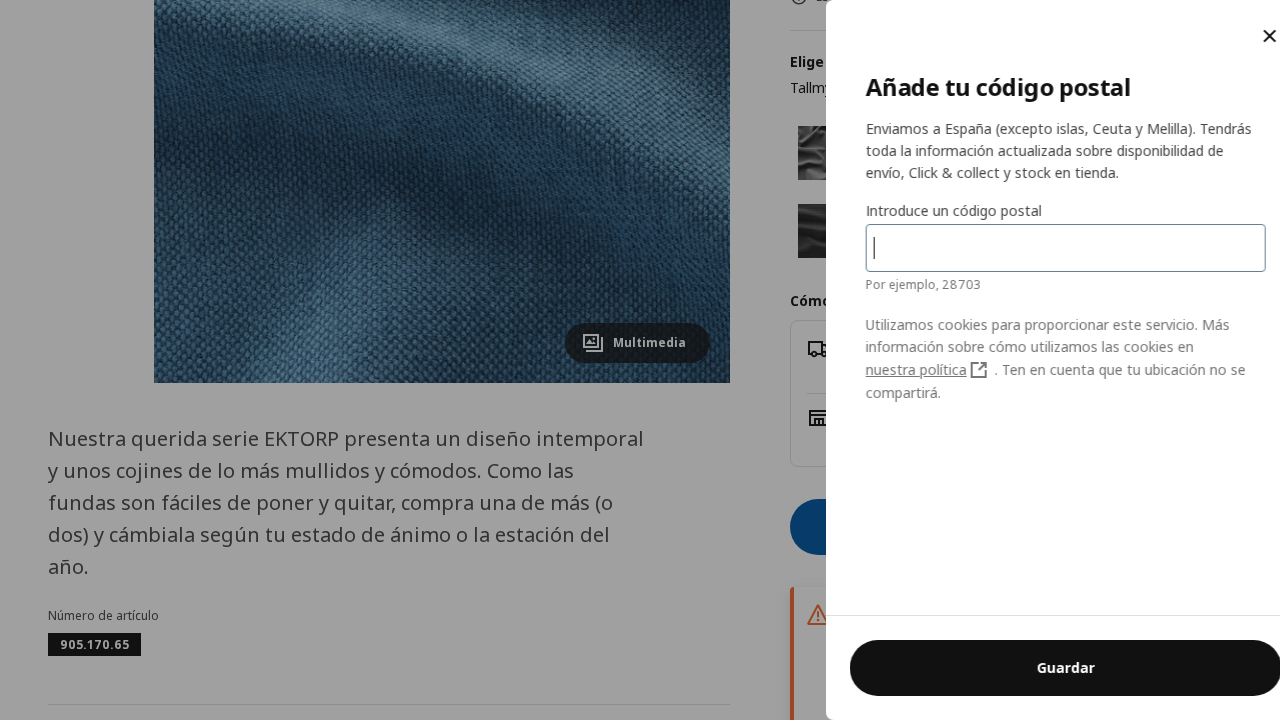 Multimedia
Nuestra querida serie EKTORP presenta un diseño intemporal
y unos cojines de lo más mullidos y cómodos. Como las
fundas son fáciles de poner y quitar, compra una de más (o
dos) y cámbiala según tu estado de ánimo o la estación del
año.
Número de artículo
905.170.65
Elige
Cómo
Añade tu código postal
Enviamos a España (excepto islas, Ceuta y Melilla). Tendrás
toda la información actualizada sobre disponibilidad de
envío, Click & collect y stock en tienda.
Introduce un código postal
Por ejemplo, 28703
Utilizamos cookies para proporcionar este servicio. Más
información sobre cómo utilizamos las cookies en
nuestra política . Ten en cuenta que tu ubicación no se
compartirá.
Guardar